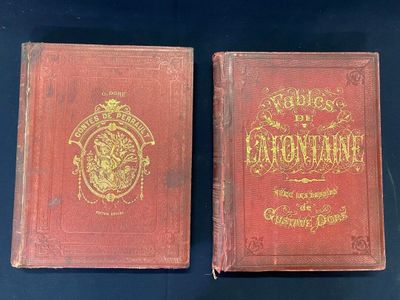 G. DORÉ
CONTES DE PERRAULT
Fables
DE
LAFONTAINE
AVEC LES DESSINS
de
GUSTAVE DORÉ